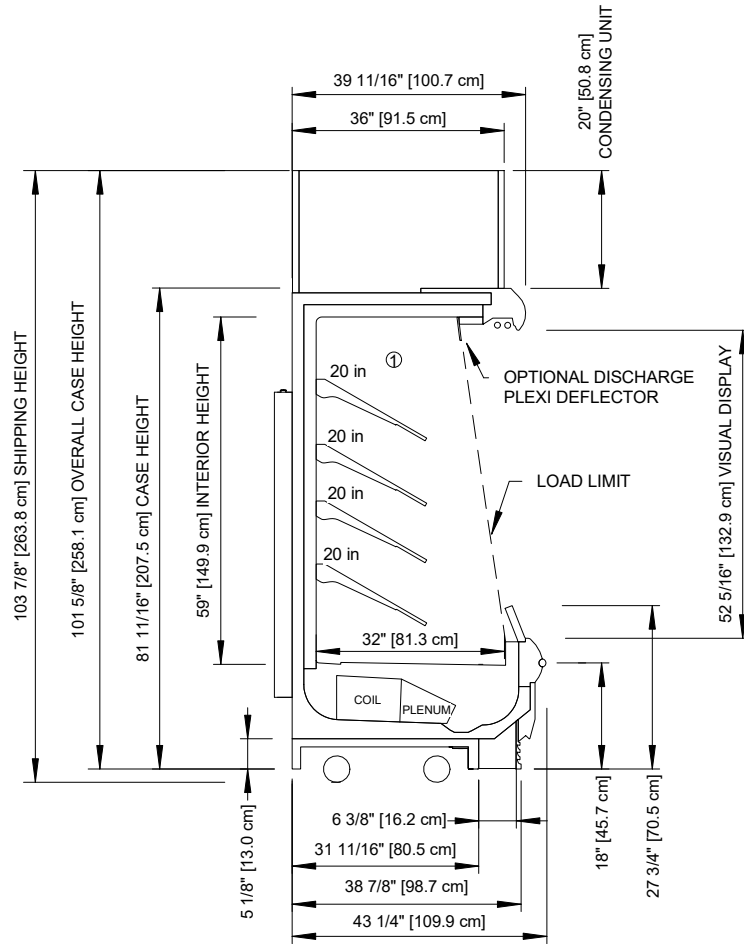 39 11/16" [100.7 cm]
36" [91.5 cm]
20" [50.8 cm]
CONDENSING UNIT
103 7/8" [263.8 cm] SHIPPING HEIGHT
101 5/8" [258.1 cm] OVERALL CASE HEIGHT
81 11/16" [207.5 cm] CASE HEIGHT
59" [149.9 cm] INTERIOR HEIGHT
1
20 in
20 in
20 in
20 in
OPTIONAL DISCHARGE
PLEXI DEFLECTOR
LOAD LIMIT
52 5/16" [132.9 cm] VISUAL DISPLAY
32" [81.3 cm]
COIL
PLENUM
5 1/8" [13.0 cm]
6 3/8" [16.2 cm]
31 11/16" [80.5 cm]
38 7/8" [98.7 cm]
43 1/4" [109.9 cm]
18" [45.7 cm]
27 3/4" [70.5 cm]